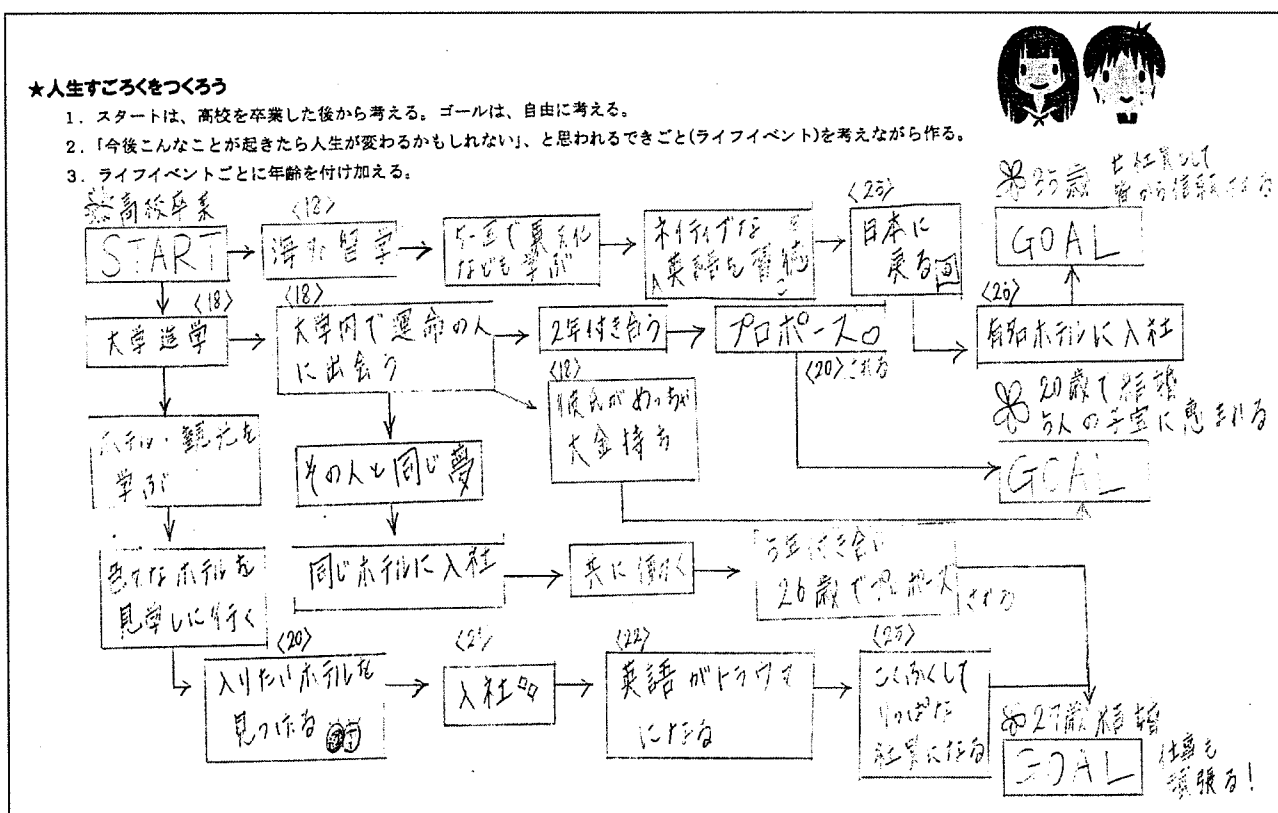 ★人生すごろくをつくろう
1. スタートは、高校を卒業した後から考える。ゴールは、自由に考える。
2. 「今後こんなことが起きたら人生が変わるかもしれない」、と思われるできごと(ライフイベント)を考えながら作る。
3. ライフイベントごとに年齢を付け加える。
高校卒業
START
〈18〉
留学
なども学ぶ
ネイティブな
英語を習得
〈25〉
日本に
戻る
35歳
GOAL
〈18〉
大学進学
〈18〉
大学内で運命の人
に出会う
2年付き合う
プロポーズ。
〈20〉される
有名ホテルに入社
20歳で結婚
5人の子宝に恵まれる
GOAL
〈18〉
彼氏がめっちゃ
大金持ち
ホテル・観光を
学ぶ
その人と同じ夢
ホテルを
見学しに行く
同じホテルに入社
共に働く
5年付き合い
26歳でプロポーズ
される
〈20〉
入りたいホテルを
見つける
入社
〈22〉
英語がトラウマ
になる
〈25〉
こくふくして
りっぱな
社員になる
27歳結婚
GOAL
仕事も
頑張る!